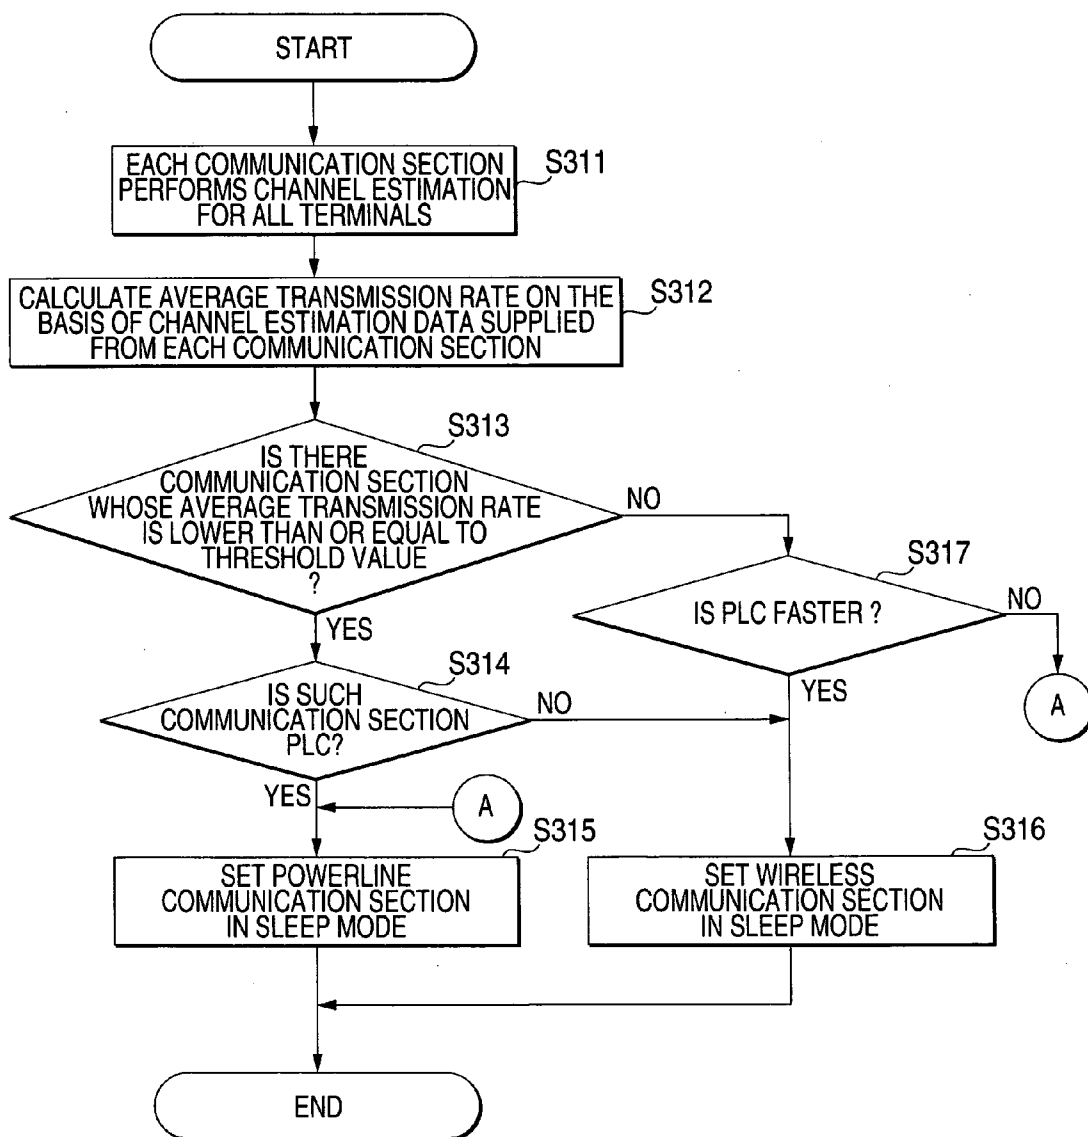 START
EACH COMMUNICATION SECTION
PERFORMS CHANNEL ESTIMATION
FOR ALL TERMINALS
S311
CALCULATE AVERAGE TRANSMISSION RATE ON THE
BASIS OF CHANNEL ESTIMATION DATA SUPPLIED
FROM EACH COMMUNICATION SECTION
S312
IS THERE
COMMUNICATION SECTION
WHOSE AVERAGE TRANSMISSION RATE
IS LOWER THAN OR EQUAL TO
THRESHOLD VALUE
?
S313
NO
YES
IS PLC FASTER ?
S317
NO
YES
A
IS SUCH
COMMUNICATION SECTION
PLC?
S314
NO
YES
A
SET POWERLINE
COMMUNICATION SECTION
IN SLEEP MODE
S315
SET WIRELESS
COMMUNICATION SECTION
IN SLEEP MODE
S316
END